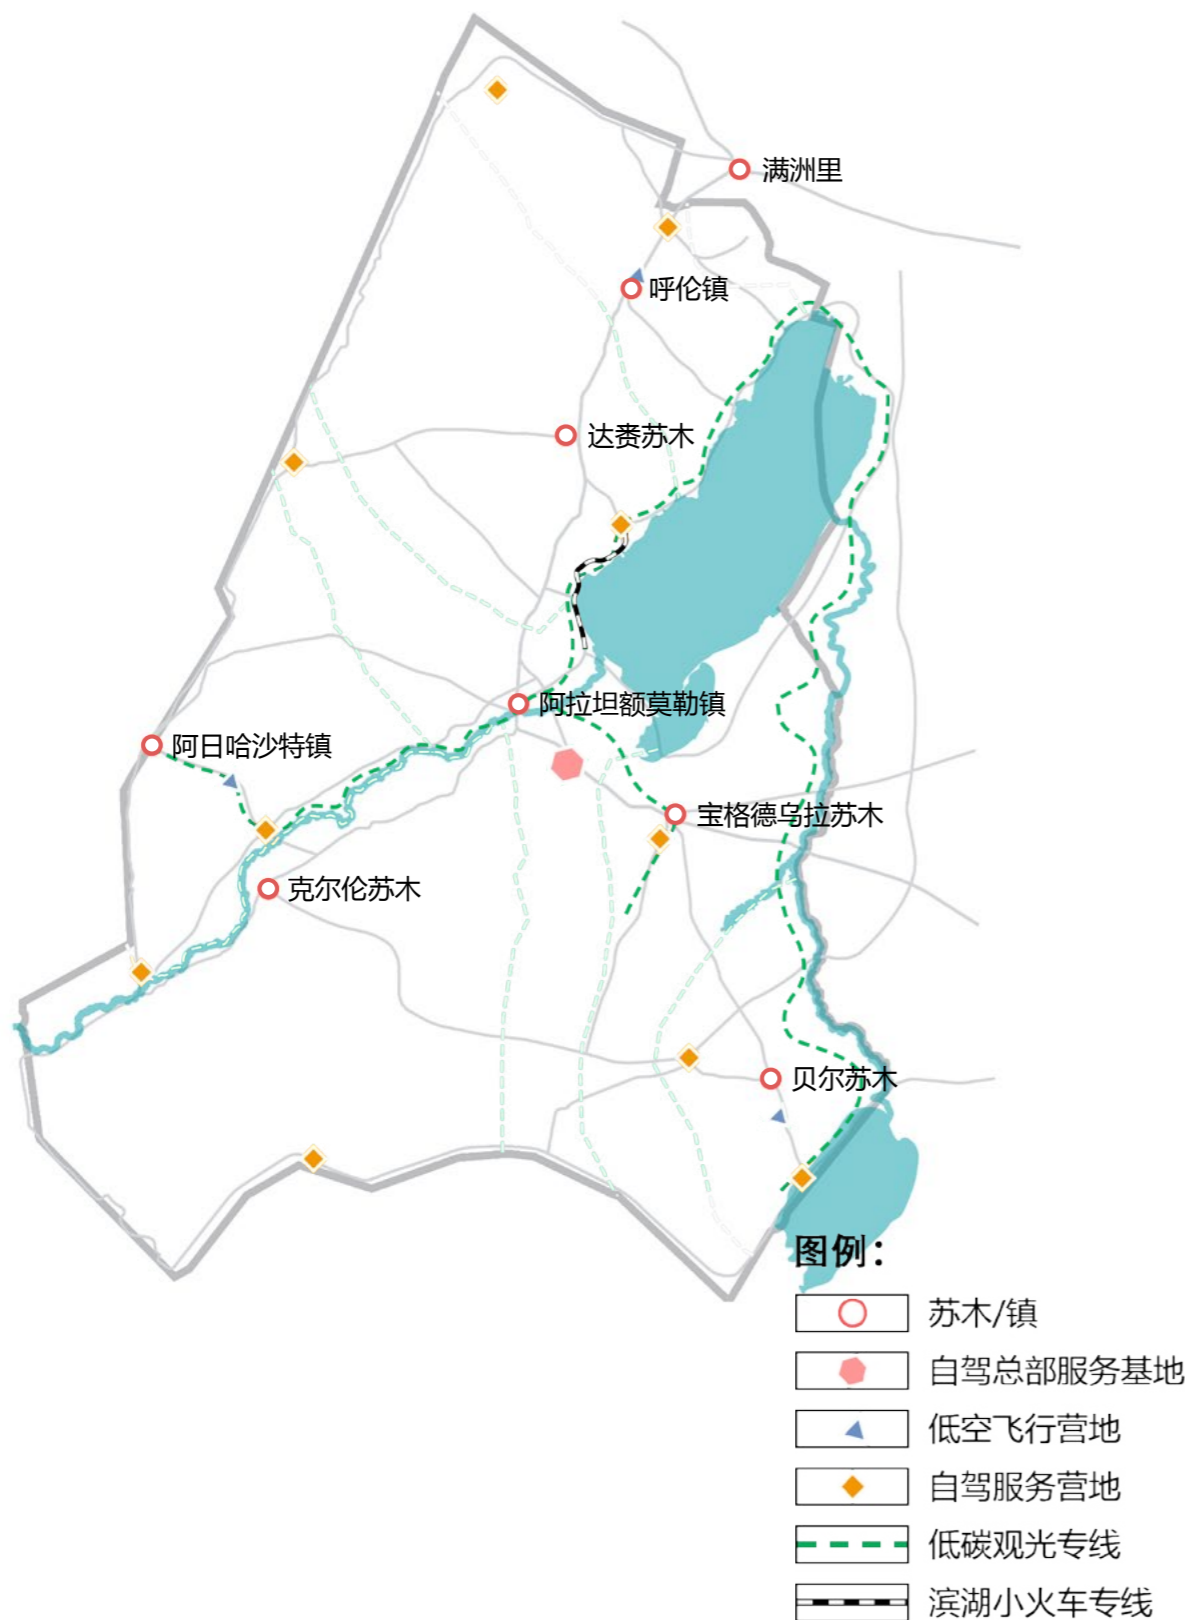 满洲里
呼伦镇
达赉苏木
阿拉坦额莫勒镇
阿日哈沙特镇
宝格德乌拉苏木
克尔伦苏木
贝尔苏木
图例：
苏木/镇
自驾总部服务基地
低空飞行营地
自驾服务营地
低碳观光专线
滨湖小火车专线